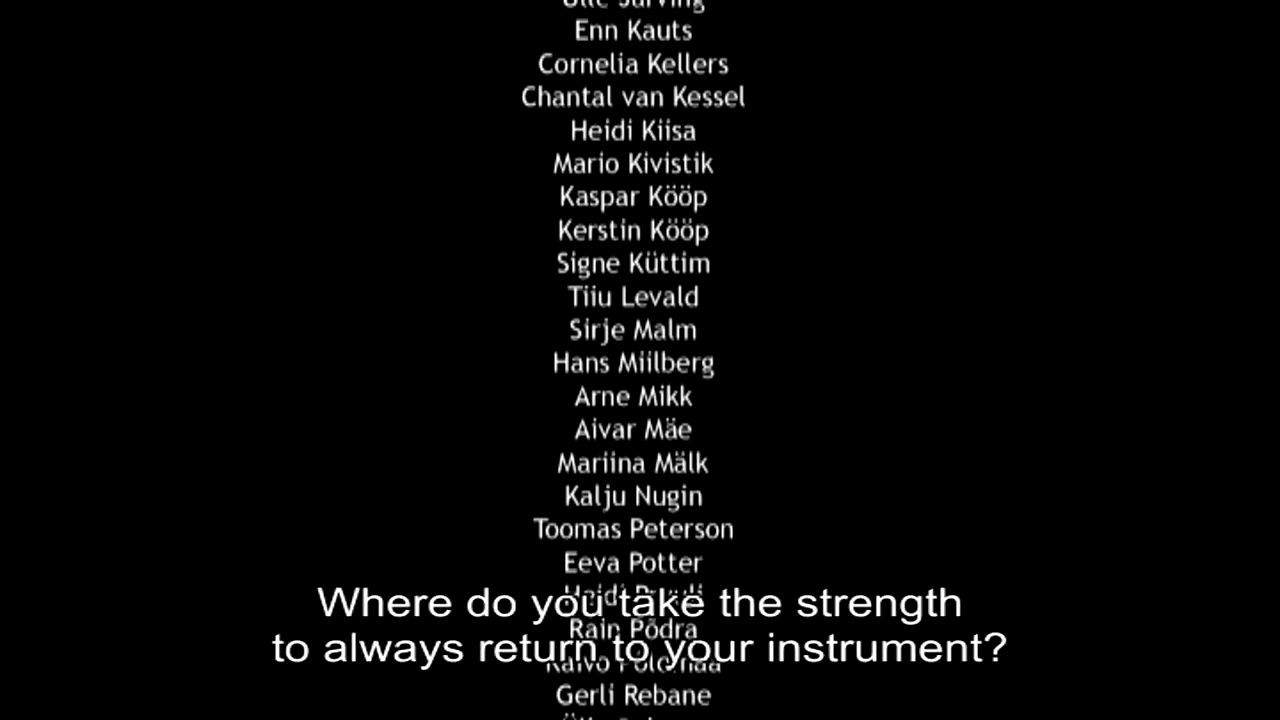 Enn Kauts
Cornelia Kellers
Chantal van Kessel
Heidi Kiisa
Mario Kivistik
Kaspar Kööp
Kerstin Kööp
Signe Küttim
Tiiu Levald
Sirje Malm
Hans Miilberg
Arne Mikk
Aivar Mäe
Mariina Mälk
Kalju Nugin
Toomas Peterson
Eeva Potter
Where do you take the strength
Rain Põdra
to always return to your instrument?
Gerli Rebane